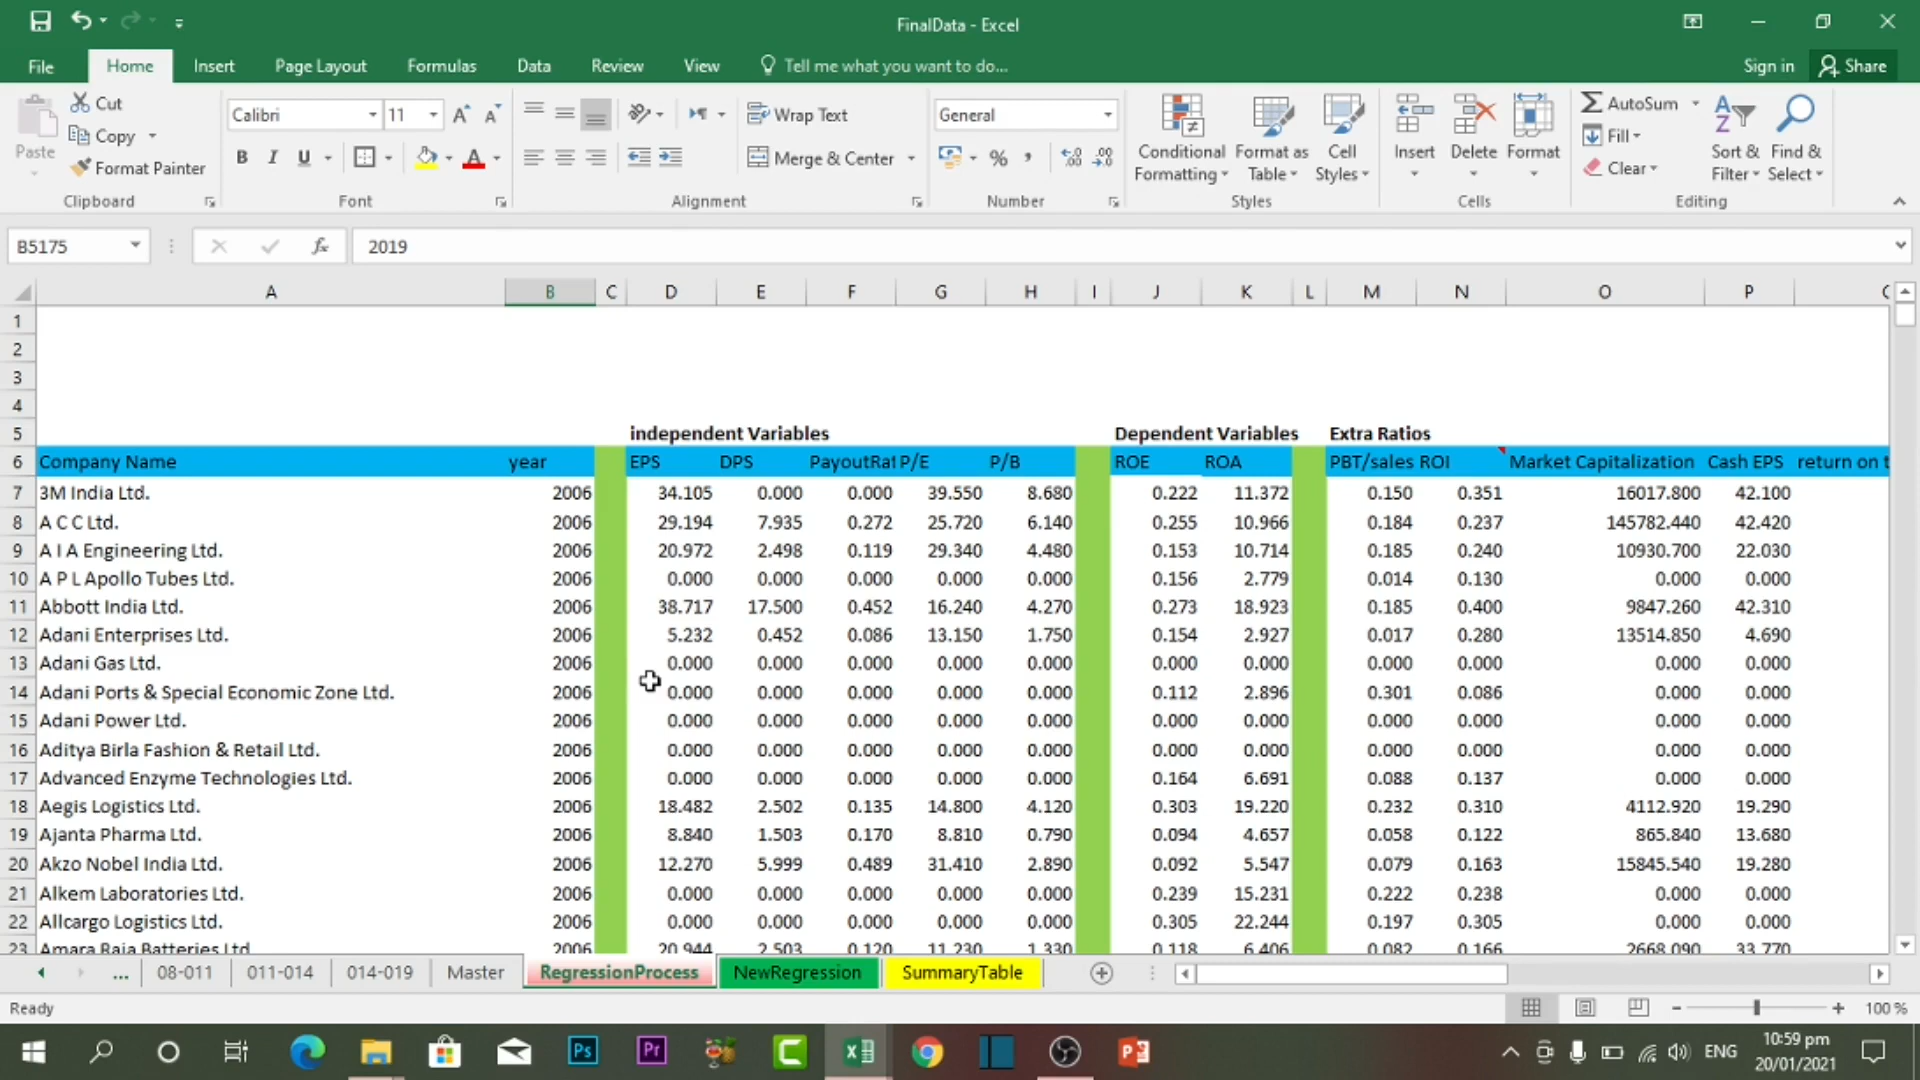 FinalData - Excel
File Home Insert Page Layout Formulas Data Review View Tell me what you want to do... Sign in Share
Cut
Copy
Format Painter
Paste
Clipboard
Calibri 11
B I U
Font
Wrap Text
Merge & Center
Alignment
General
%
Number
Conditional Formatting
Format as Table
Cell Styles
Styles
Insert Delete Format
Cells
AutoSum
Fill
Clear
Sort & Filter
Find & Select
Editing
B5175 fx 2019
A B C D E F G H I J K L M N O P
1
2
3
4
5 independent Variables Dependent Variables Extra Ratios
6 Company Name year EPS DPS PayoutRat P/E P/B ROE ROA PBT/sales ROI Market Capitalization Cash EPS return on t
7 3M India Ltd. 2006 34.105 0.000 0.000 39.550 8.680 0.222 11.372 0.150 0.351 16017.800 42.100
8 A C C Ltd. 2006 29.194 7.935 0.272 25.720 6.140 0.255 10.966 0.184 0.237 145782.440 42.420
9 A I A Engineering Ltd. 2006 20.972 2.498 0.119 29.340 4.480 0.153 10.714 0.185 0.240 10930.700 22.030
10 A P L Apollo Tubes Ltd. 2006 0.000 0.000 0.000 0.000 0.000 0.156 2.779 0.014 0.130 0.000 0.000
11 Abbott India Ltd. 2006 38.717 17.500 0.452 16.240 4.270 0.273 18.923 0.185 0.400 9847.260 42.310
12 Adani Enterprises Ltd. 2006 5.232 0.452 0.086 13.150 1.750 0.154 2.927 0.017 0.280 13514.850 4.690
13 Adani Gas Ltd. 2006 0.000 0.000 0.000 0.000 0.000 0.000 0.000 0.000 0.000 0.000 0.000
14 Adani Ports & Special Economic Zone Ltd. 2006 0.000 0.000 0.000 0.000 0.000 0.112 2.896 0.301 0.086 0.000 0.000
15 Adani Power Ltd. 2006 0.000 0.000 0.000 0.000 0.000 0.000 0.000 0.000 0.000 0.000 0.000
16 Aditya Birla Fashion & Retail Ltd. 2006 0.000 0.000 0.000 0.000 0.000 0.000 0.000 0.000 0.000 0.000 0.000
17 Advanced Enzyme Technologies Ltd. 2006 0.000 0.000 0.000 0.000 0.000 0.164 6.691 0.088 0.137 0.000 0.000
18 Aegis Logistics Ltd. 2006 18.482 2.502 0.135 14.800 4.120 0.303 19.220 0.232 0.310 4112.920 19.290
19 Ajanta Pharma Ltd. 2006 8.840 1.503 0.170 8.810 0.790 0.094 4.657 0.058 0.122 865.840 13.680
20 Akzo Nobel India Ltd. 2006 12.270 5.999 0.489 31.410 2.890 0.092 5.547 0.079 0.163 15845.540 19.280
21 Alkem Laboratories Ltd. 2006 0.000 0.000 0.000 0.000 0.000 0.239 15.231 0.222 0.238 0.000 0.000
22 Allcargo Logistics Ltd. 2006 0.000 0.000 0.000 0.000 0.000 0.305 22.244 0.197 0.305 0.000 0.000
23 Amara Raja Batteries Ltd. 2006 20.944 2.503 0.120 11.230 1.330 0.118 6.406 0.082 0.166 2668.090 33.770
... 08-011 011-014 014-019 Master RegressionProcess NewRegression SummaryTable
Ready 100 %
Ps Pr ENG 10:59 pm
20/01/2021